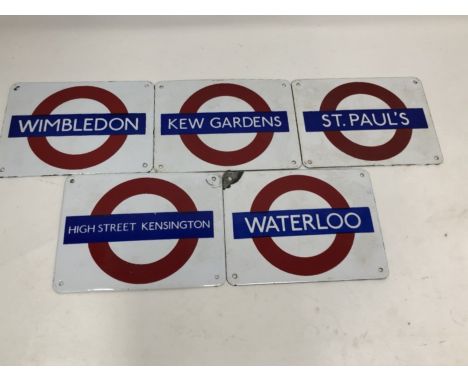 WIMBLEDON
KEW GARDENS
ST. PAUL'S
HIGH STREET KENSINGTON
WATERLOO